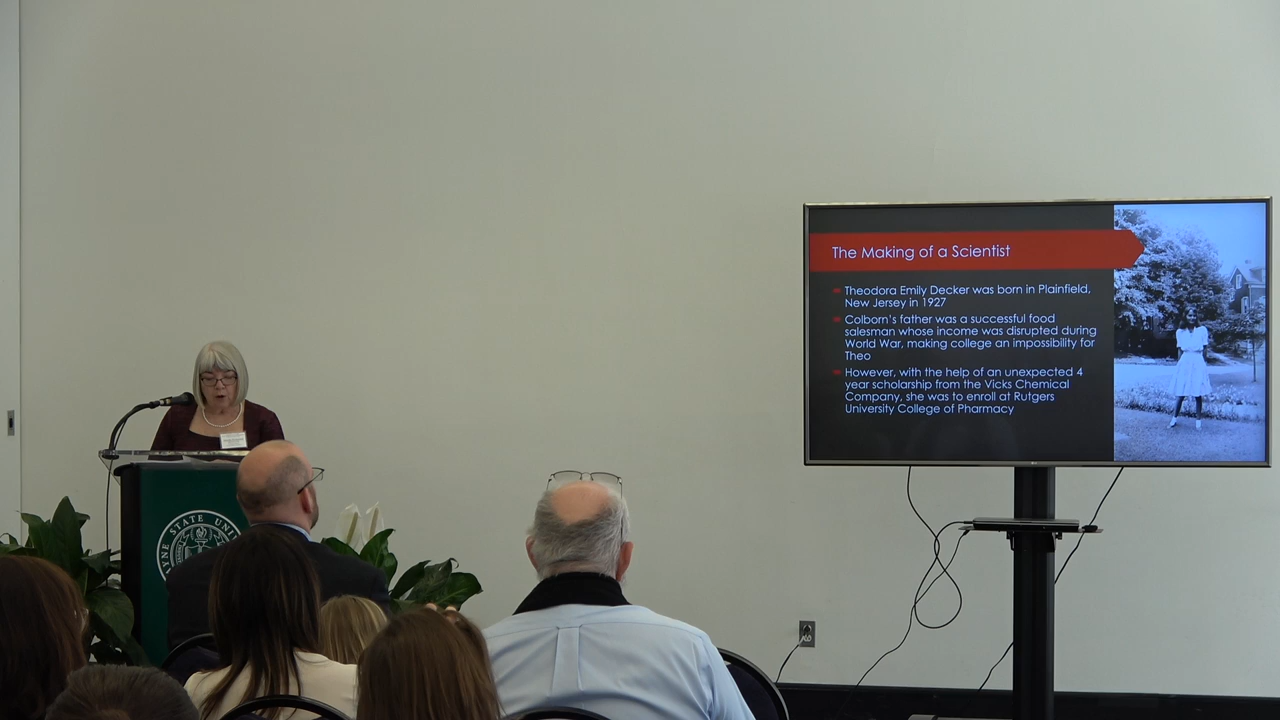 The Making of a Scientist
Theodora Emily Decker was born in Plainfield,
New Jersey in 1927
Colborn's father was a successful food
salesman whose income was disrupted during
World War, making college an impossibility for
Theo
However, with the help of an unexpected 4
year scholarship from the Vicks Chemical
Company, she was to enroll at Rutgers
University College of Pharmacy
YNE STATE UNI